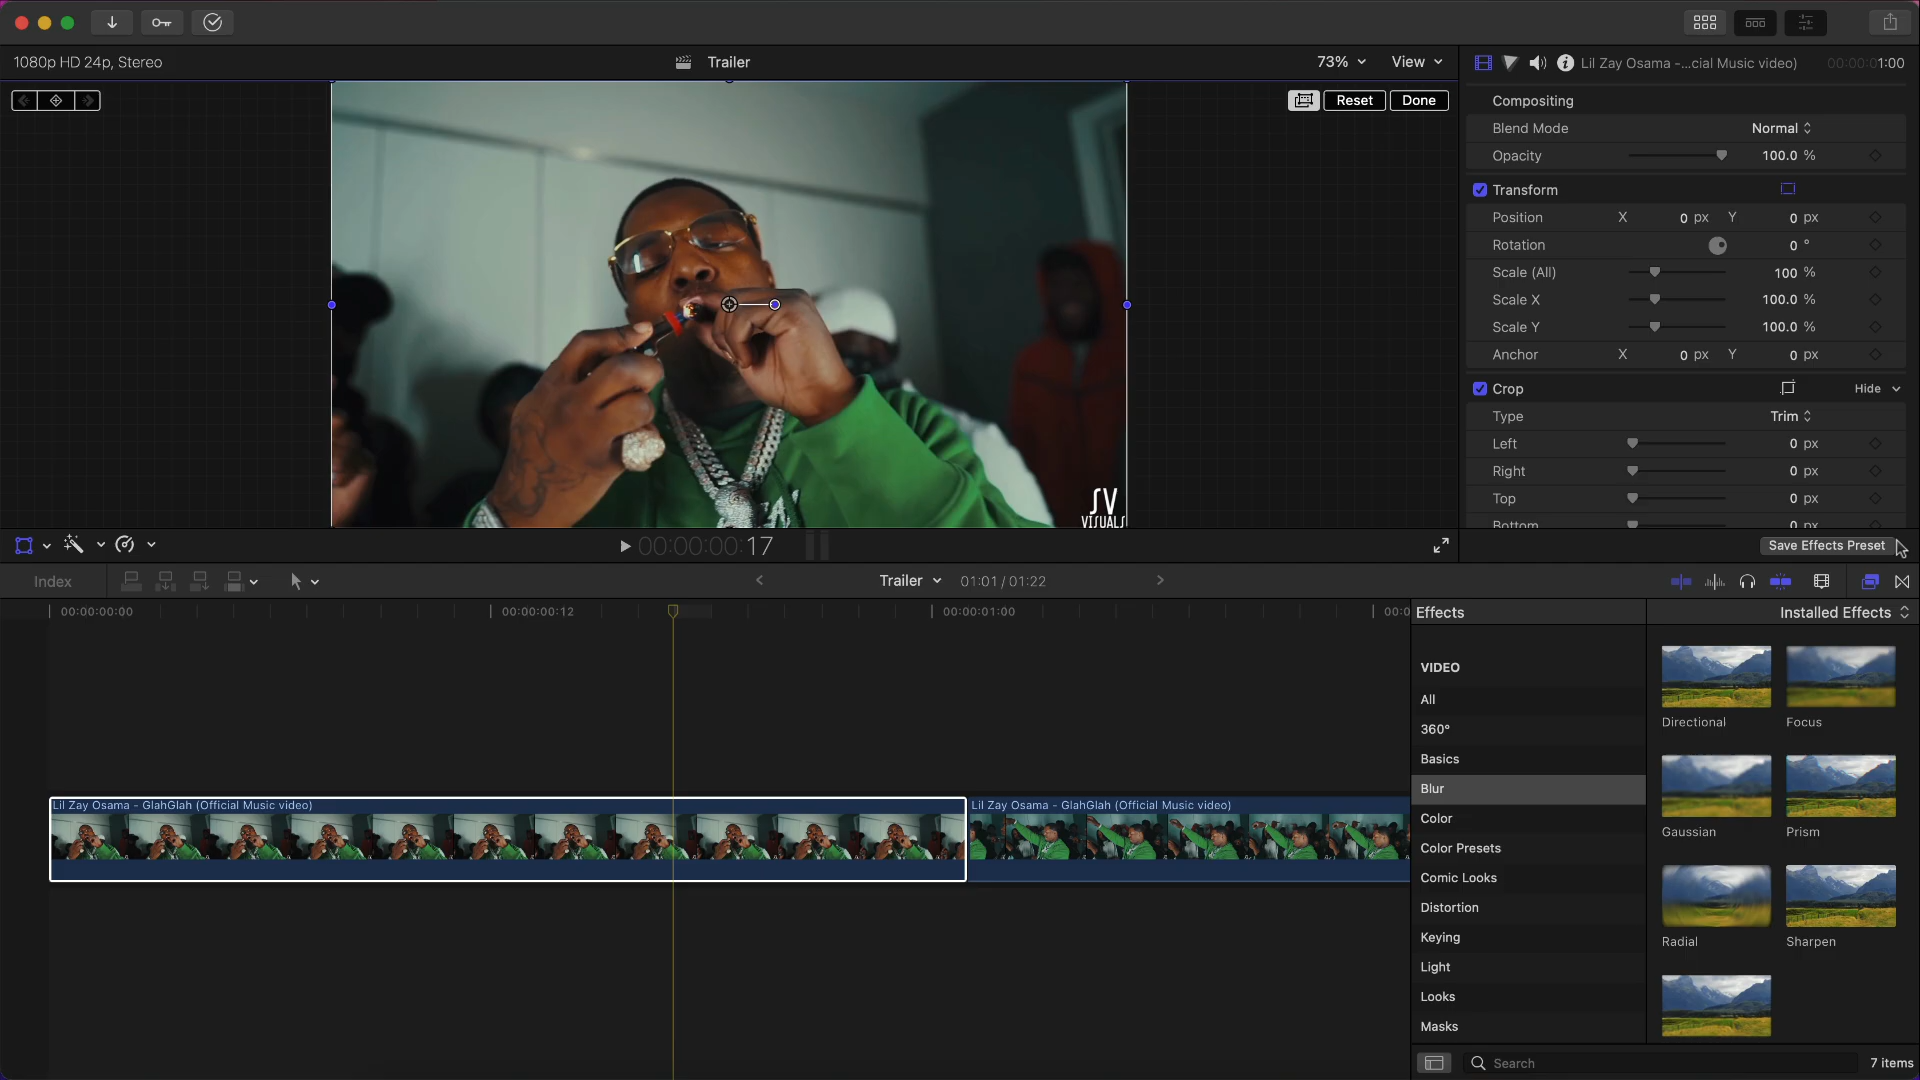 1080p HD 24p, Stereo
Trailer
73%
View
Lil Zay Osama -...cial Music video)
00:00:01:00
Reset
Done
SV
VISUALS
Compositing
Blend Mode
Normal
Opacity
100.0 %
Transform
Position
X
0 px
Y
0 px
Rotation
0 °
Scale (All)
100 %
Scale X
100.0 %
Scale Y
100.0 %
Anchor
X
0 px
Y
0 px
Crop
Hide
Type
Trim
Left
0 px
Right
0 px
Top
0 px
Bottom
0 px
00:00:00:17
Save Effects Preset
Index
Trailer
01:01 / 01:22
00:00:00:00
00:00:00:12
00:00:01:00
00:0
Lil Zay Osama - GlahGlah (Official Music video)
Lil Zay Osama - GlahGlah (Official Music video)
Effects
Installed Effects
VIDEO
All
360°
Basics
Blur
Color
Color Presets
Comic Looks
Distortion
Keying
Light
Looks
Masks
Directional
Focus
Gaussian
Prism
Radial
Sharpen
Search
7 items